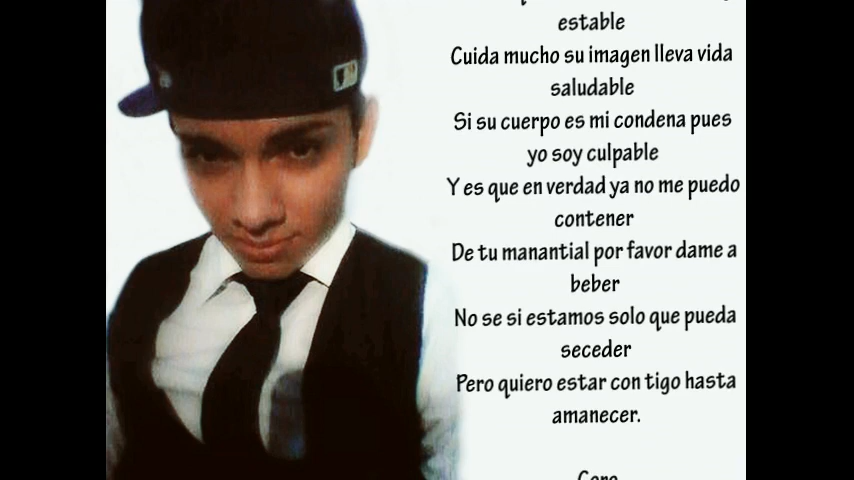 estable
Cuida mucho su imagen lleva vida
saludable
Si su cuerpo es mi condena pues
yo soy culpable
Y es que en verdad ya no me puedo
contener
De tu manantial por favor dame a
beber
No se si estamos solo que pueda
seceder
Pero quiero estar con tigo hasta
amanecer.